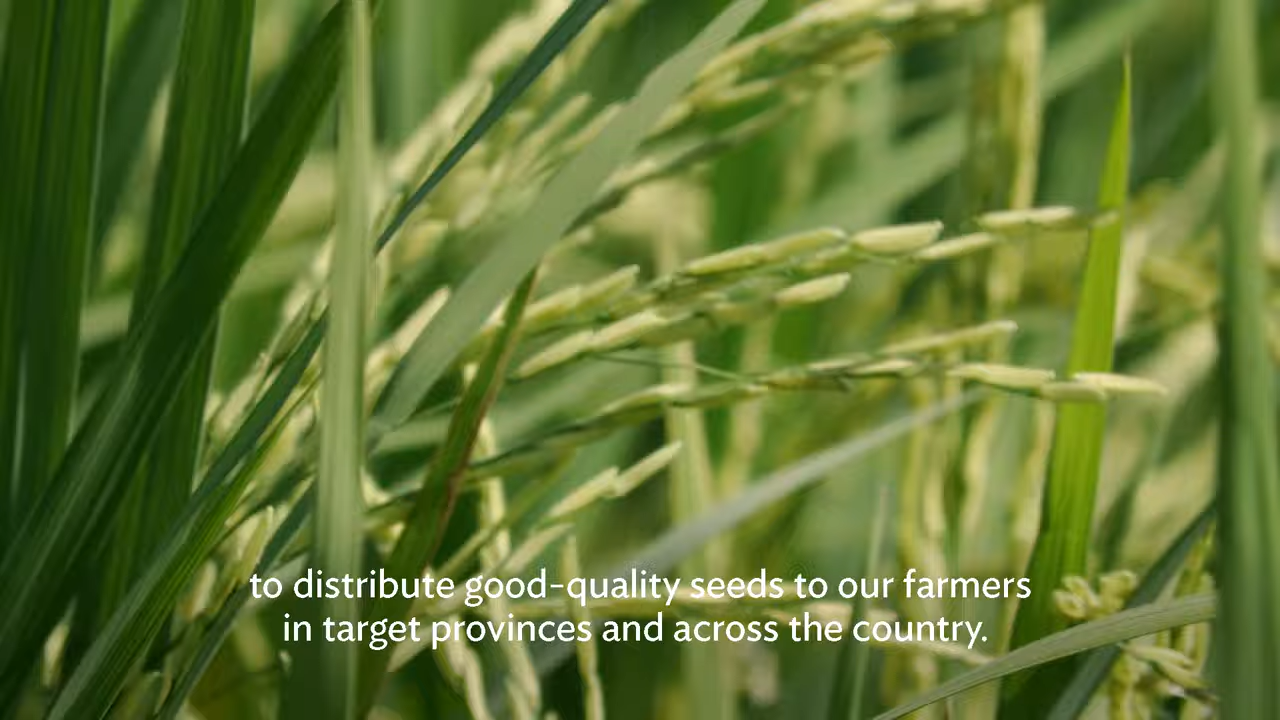 to distribute good-quality seeds to our farmers
in target provinces and across the country.